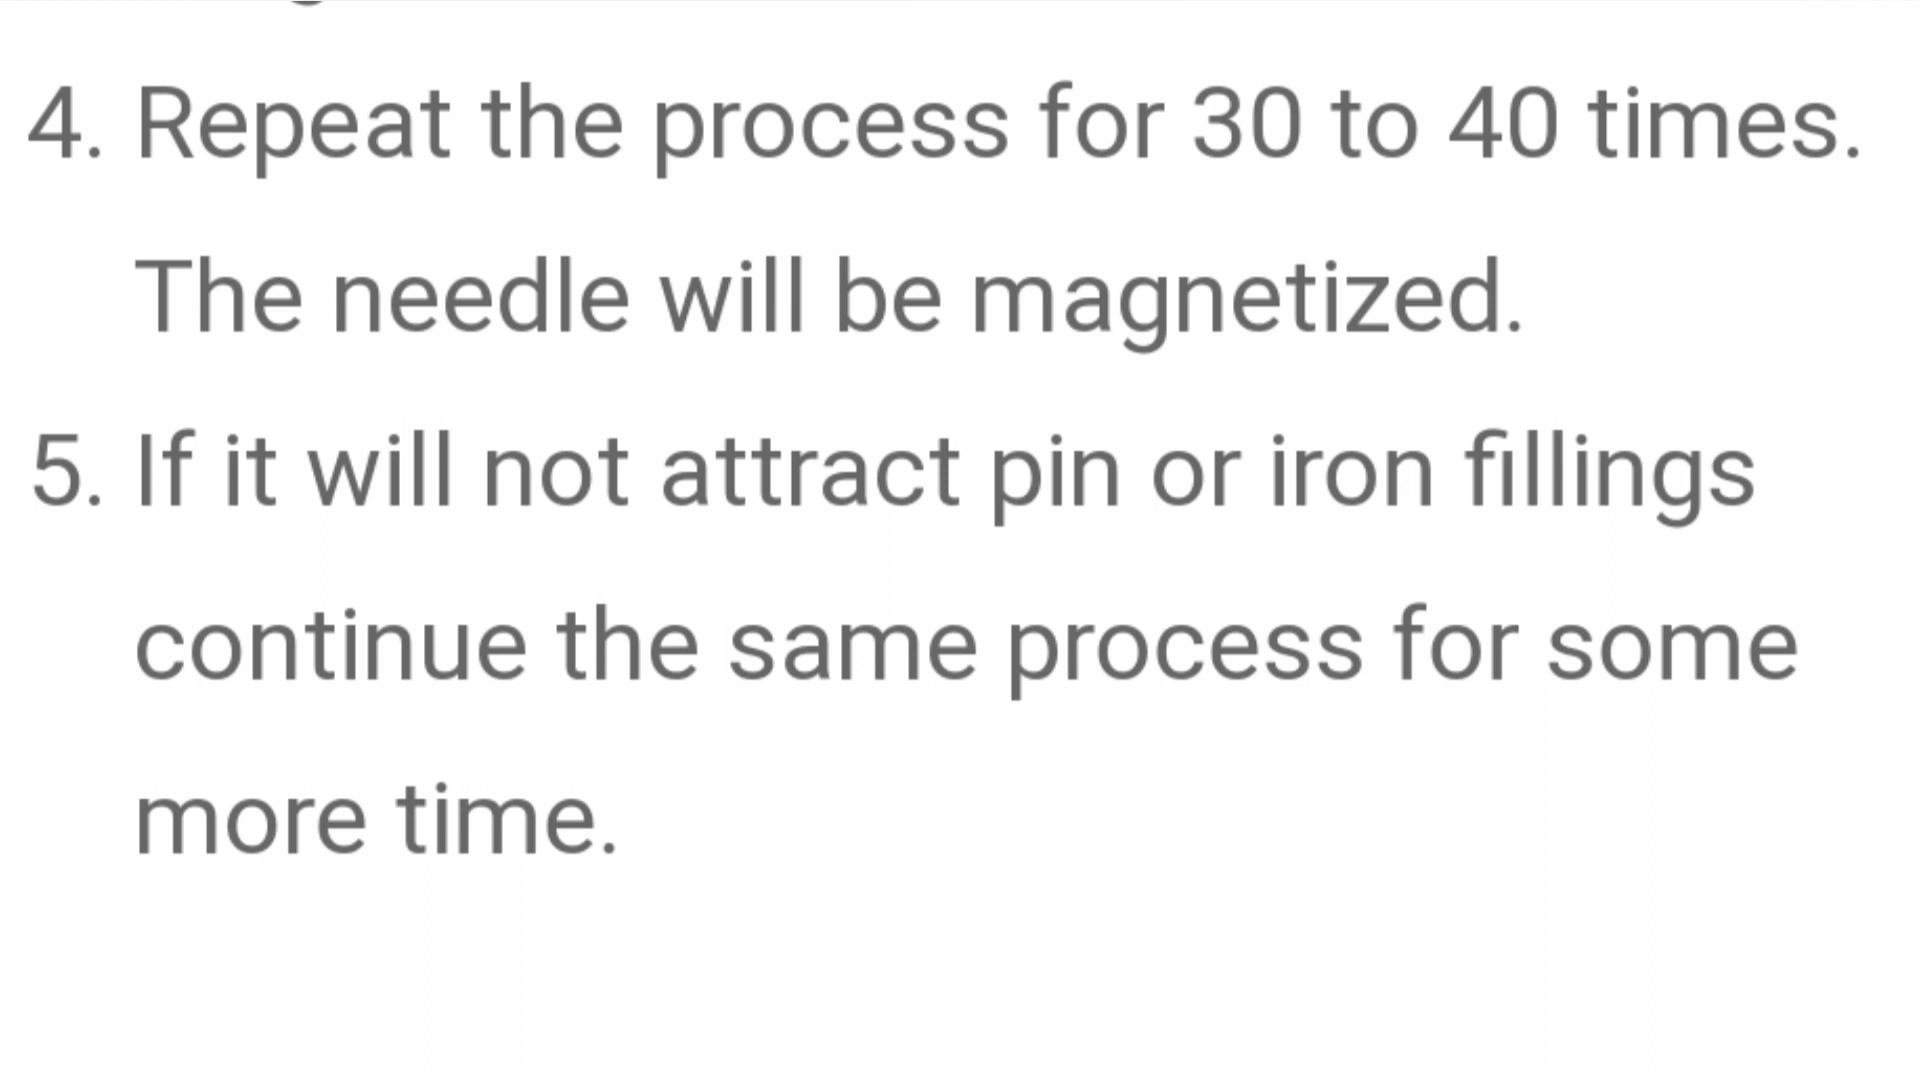 4. Repeat the process for 30 to 40 times.
The needle will be magnetized.
5. If it will not attract pin or iron fillings
continue the same process for some
more time.